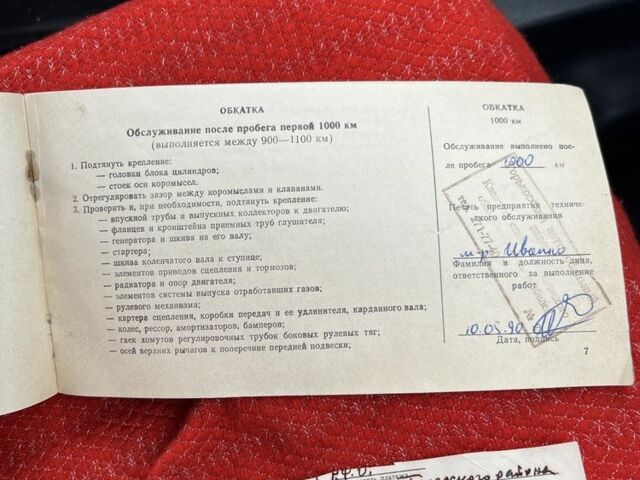 ОБКАТКА
Обслуживание после пробега первой 1000 км
(выполняется между 900—1100 км)
1. Подтянуть крепление:
— головки блока цилиндров;
— стоек оси коромысел.
2. Отрегулировать зазор между коромыслами и клапанами.
3. Проверить и, при необходимости, подтянуть крепление:
— впускной трубы и выпускных коллекторов к двигателю;
— фланцев и кронштейна приемных труб глушителя;
— генератора и шкива на его валу;
— стартера;
— шкива коленчатого вала к ступице;
— элементов приводов сцепления и тормозов;
— радиатора и опор двигателя;
— элементов системы выпуска отработавших газов;
— рулевого механизма;
— картера сцепления, коробки передач и ее удлинителя, карданного вала;
— колес, рессор, амортизаторов, бамперов;
— гаек хомутов регулировочных трубок боковых рулевых тяг;
— осей верхних рычагов к поперечине передней подвески;
ОБКАТКА
1000 км
Обслуживание выполнено пос-
ле пробега 1000 км
Печать предприятия техниче-
ского обслуживания
м-р
Фамилия и должность лица,
ответственного за выполнение
работ
10.05.90
Дата, подпись
7
района